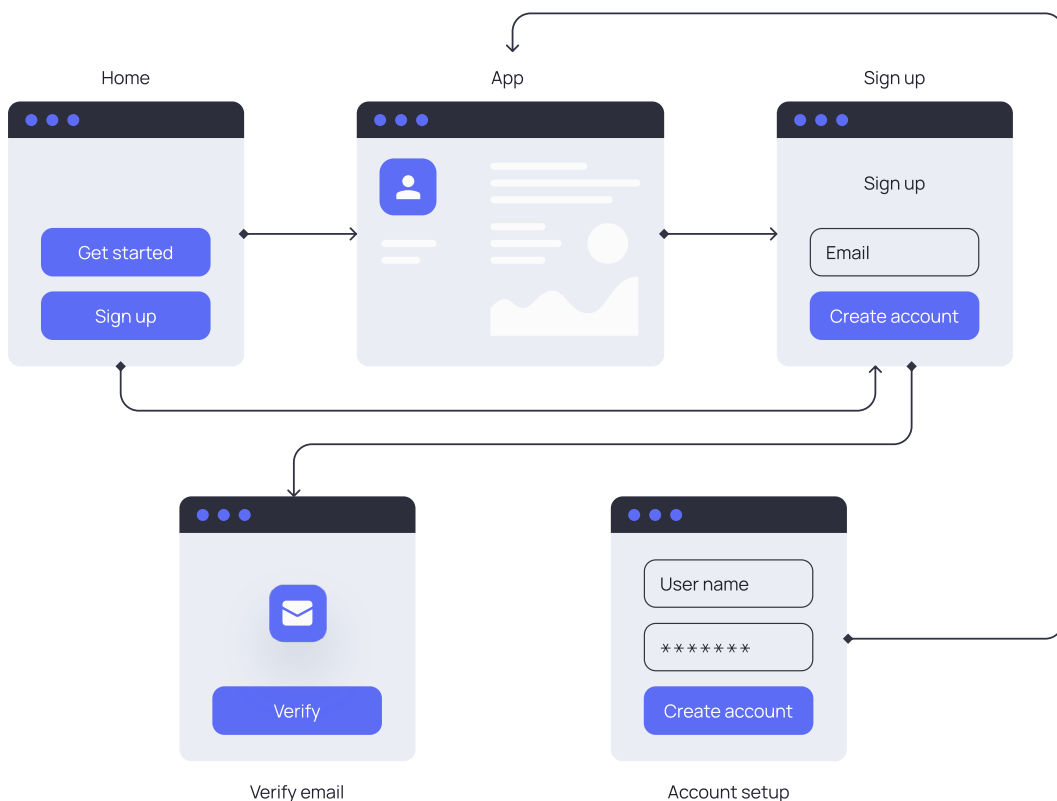 Home
App
Sign up
Get started
Sign up
Sign up
Email
Create account
Verify
Verify email
User name
*******
Create account
Account setup